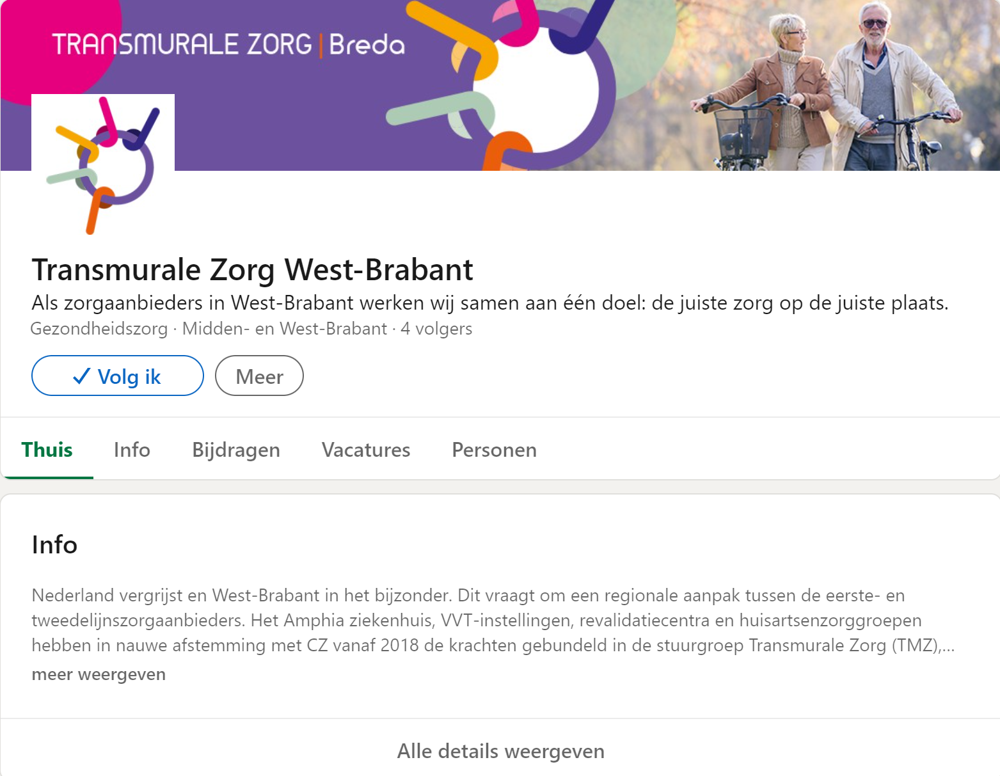 TRANSMURALE ZORG | Breda
Transmurale Zorg West-Brabant
Als zorgaanbieders in West-Brabant werken wij samen aan één doel: de juiste zorg op de juiste plaats.
Gezondheidszorg · Midden- en West-Brabant · 4 volgers
✓ Volg ik
Meer
Thuis Info Bijdragen Vacatures Personen
Info
Nederland vergrijst en West-Brabant in het bijzonder. Dit vraagt om een regionale aanpak tussen de eerste- en
tweedelijnszorgaanbieders. Het Amphia ziekenhuis, VVT-instellingen, revalidatiecentra en huisartsenzorggroepen
hebben in nauwe afstemming met CZ vanaf 2018 de krachten gebundeld in de stuurgroep Transmurale Zorg (TMZ),...
meer weergeven
Alle details weergeven